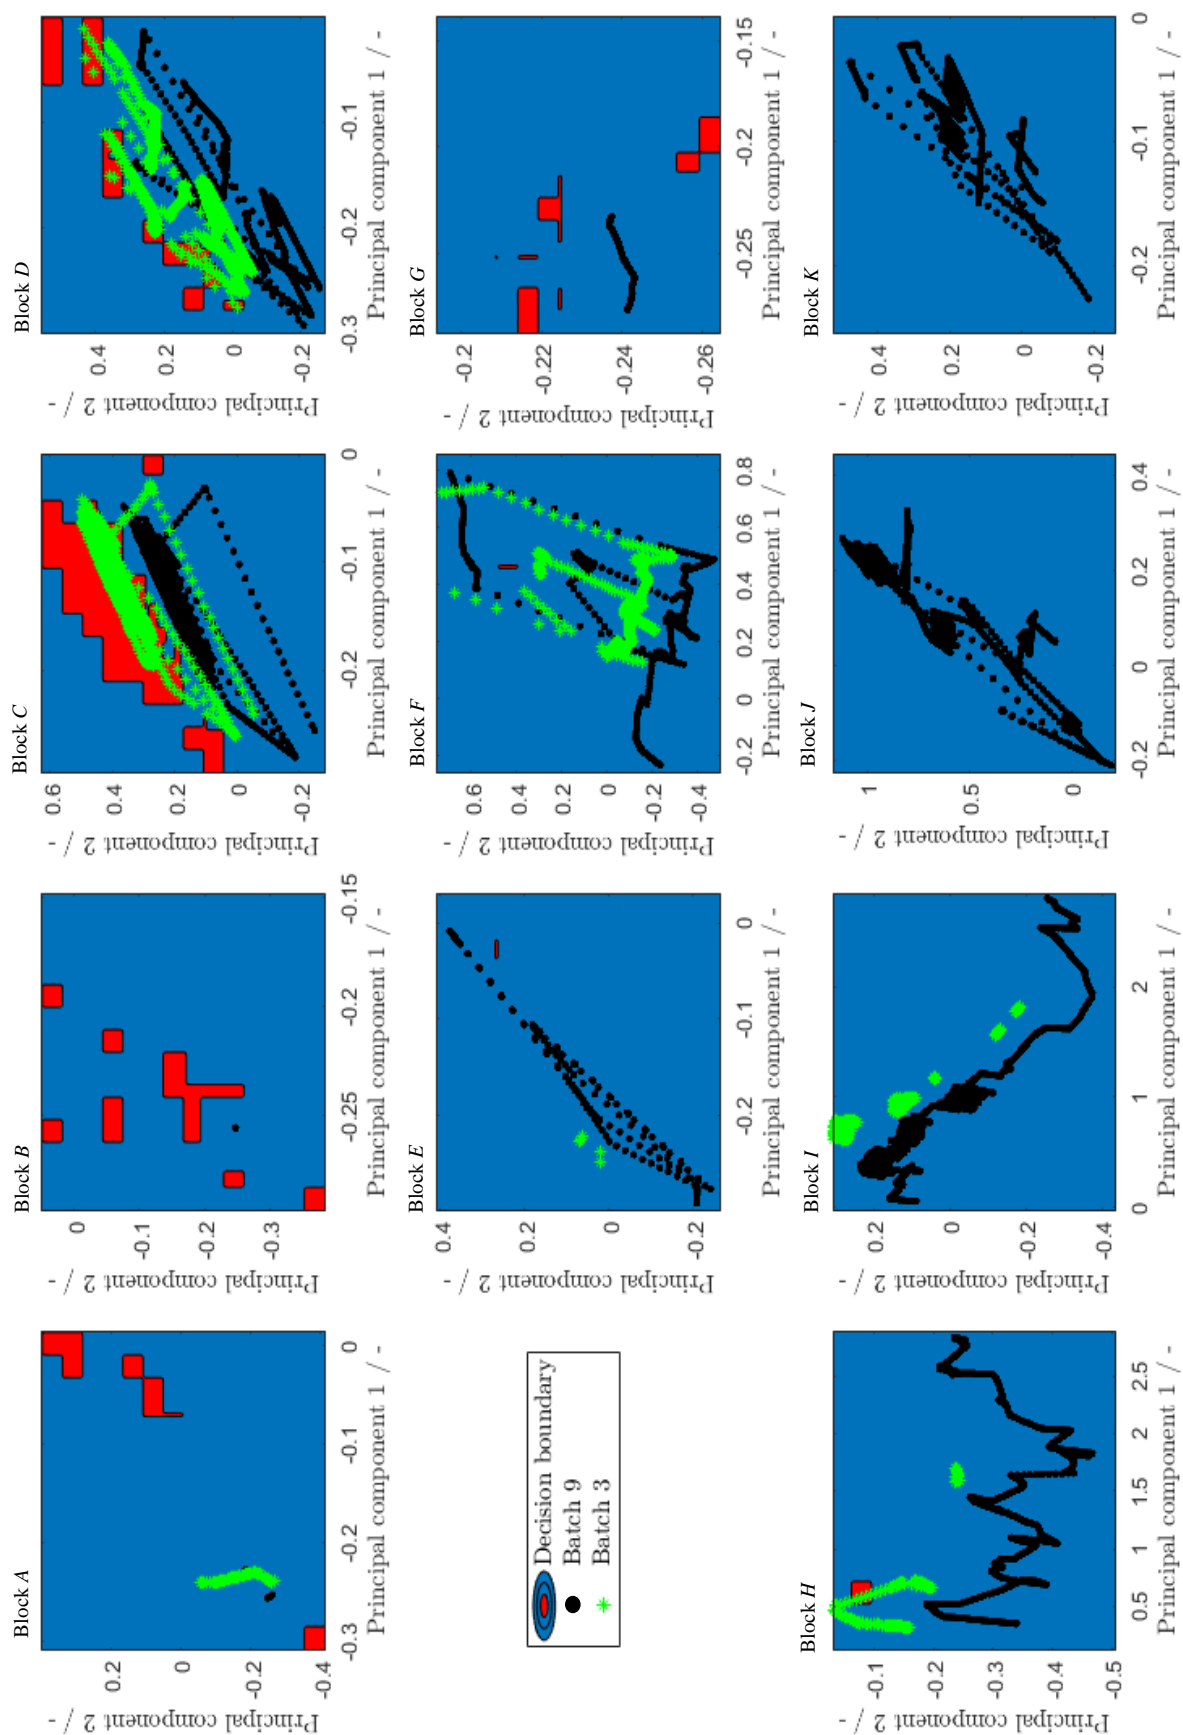 Block A
Principal component 2 / -
0.2
0
-0.2
-0.4
-0.3 -0.2 -0.1 0
Principal component 1 / -
Block B
Principal component 2 / -
0
-0.1
-0.2
-0.3
-0.25 -0.2 -0.15
Principal component 1 / -
Block C
Principal component 2 / -
0.6
0.4
0.2
0
-0.2
-0.2 -0.1 0
Principal component 1 / -
Block D
Principal component 2 / -
0.4
0.2
0
-0.2
-0.3 -0.2 -0.1
Principal component 1 / -
Decision boundary
Batch 9
Batch 3
Block E
Principal component 2 / -
0.4
0.2
0
-0.2
-0.2 -0.1 0
Principal component 1 / -
Block F
Principal component 2 / -
0.6
0.4
0.2
0
-0.2
-0.4
-0.2 0 0.2 0.4 0.6 0.8
Principal component 1 / -
Block G
Principal component 2 / -
-0.2
-0.22
-0.24
-0.26
-0.25 -0.2 -0.15
Principal component 1 / -
Block H
Principal component 2 / -
-0.1
-0.2
-0.3
-0.4
-0.5
0.5 1 1.5 2 2.5
Principal component 1 / -
Block I
Principal component 2 / -
0.2
0
-0.2
-0.4
0 1 2
Principal component 1 / -
Block J
Principal component 2 / -
1
0.5
0
-0.2 0 0.2 0.4
Principal component 1 / -
Block K
Principal component 2 / -
0.4
0.2
0
-0.2
-0.2 -0.1 0
Principal component 1 / -